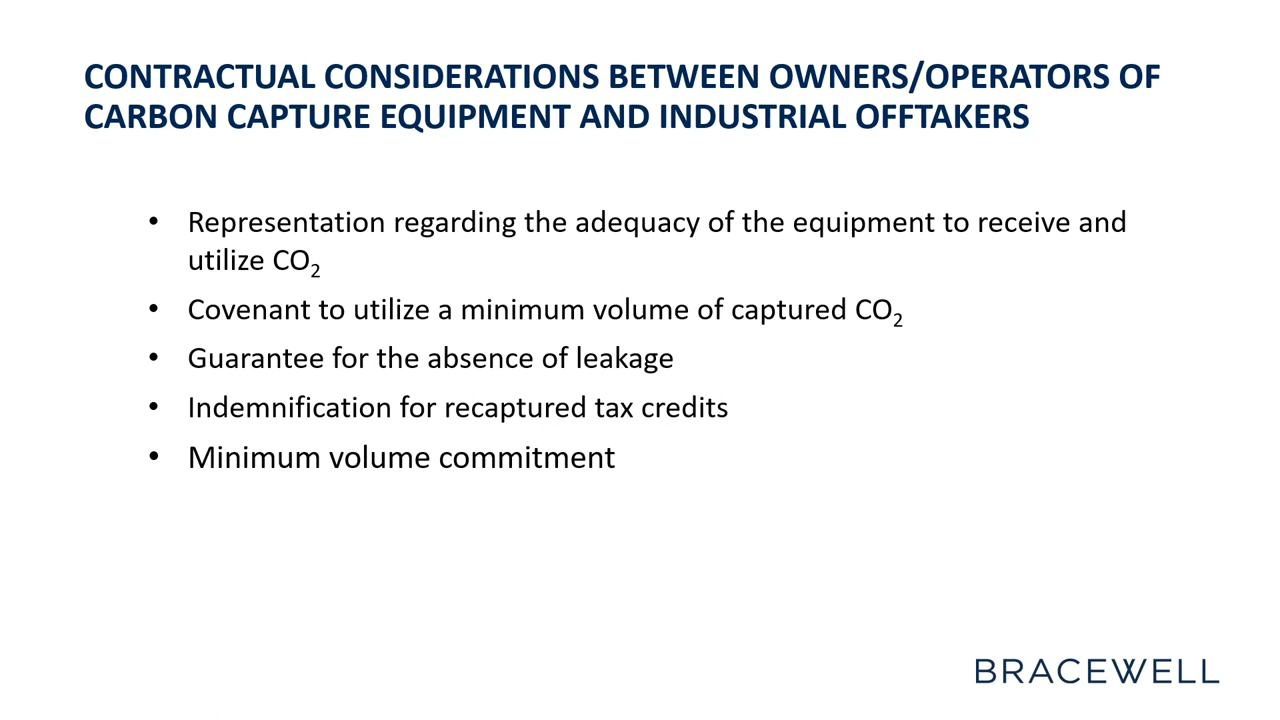 CONTRACTUAL CONSIDERATIONS BETWEEN OWNERS/OPERATORS OF
CARBON CAPTURE EQUIPMENT AND INDUSTRIAL OFFTAKERS
• Representation regarding the adequacy of the equipment to receive and
utilize CO₂
• Covenant to utilize a minimum volume of captured CO₂
• Guarantee for the absence of leakage
• Indemnification for recaptured tax credits
• Minimum volume commitment
BRACEWELL